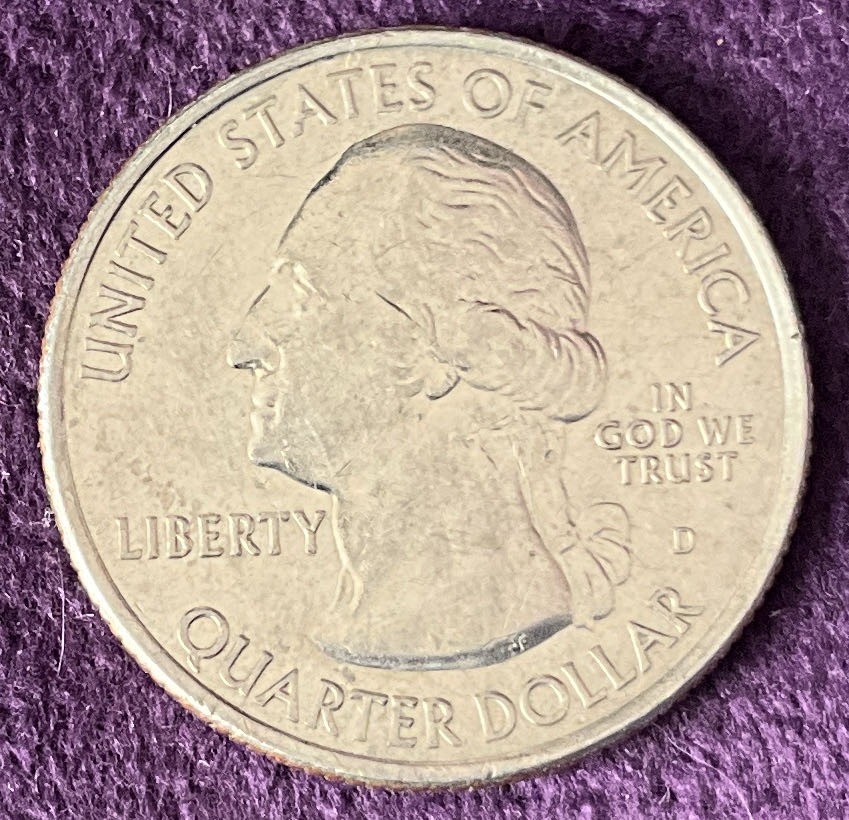 UNITED STATES OF AMERICA
IN
GOD WE
TRUST
LIBERTY
D
QUARTER DOLLAR